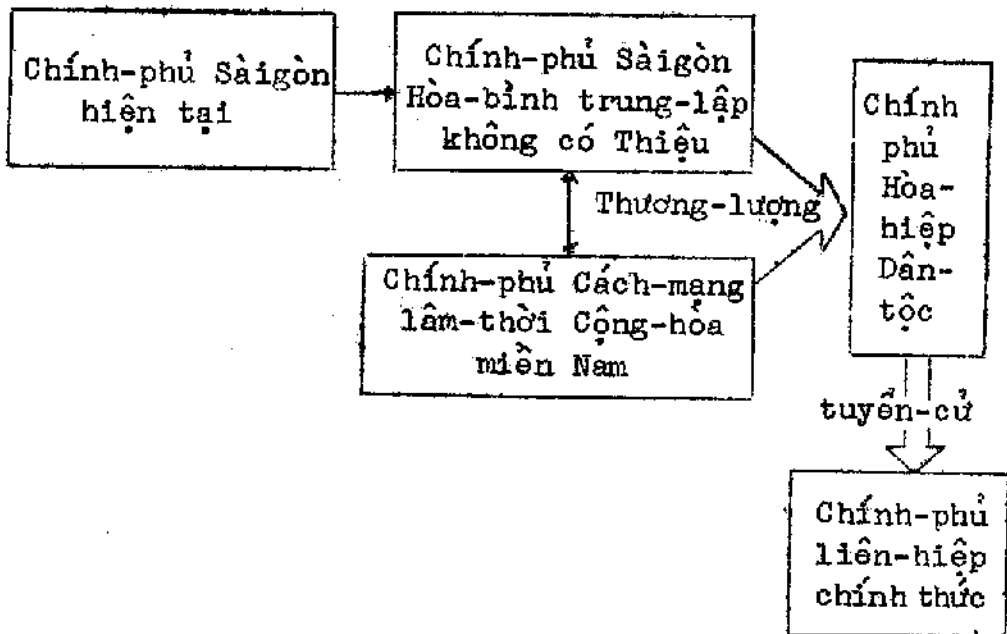 Chính-phủ Sàigòn
hiện tại
Chính-phủ Sàigòn
Hòa-bình trung-lập
không có Thiệu
Thương-lượng
Chính-phủ Cách-mạng
lâm-thời Cộng-hòa
miền Nam
Chính
phủ
Hòa-
hiệp
Dân-
tộc
tuyển-cử
Chính-phủ
liên-hiệp
chính thức